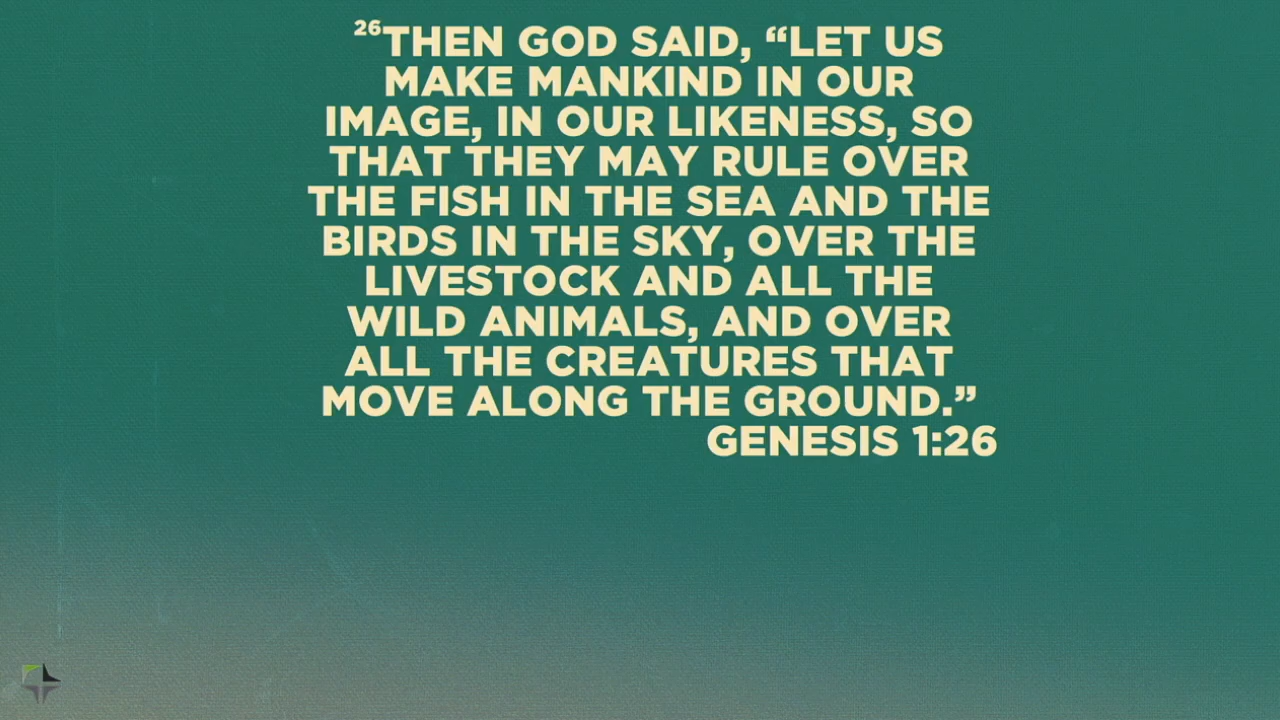 26THEN GOD SAID, “LET US
MAKE MANKIND IN OUR
IMAGE, IN OUR LIKENESS, SO
THAT THEY MAY RULE OVER
THE FISH IN THE SEA AND THE
BIRDS IN THE SKY, OVER THE
LIVESTOCK AND ALL THE
WILD ANIMALS, AND OVER
ALL THE CREATURES THAT
MOVE ALONG THE GROUND.”
GENESIS 1:26